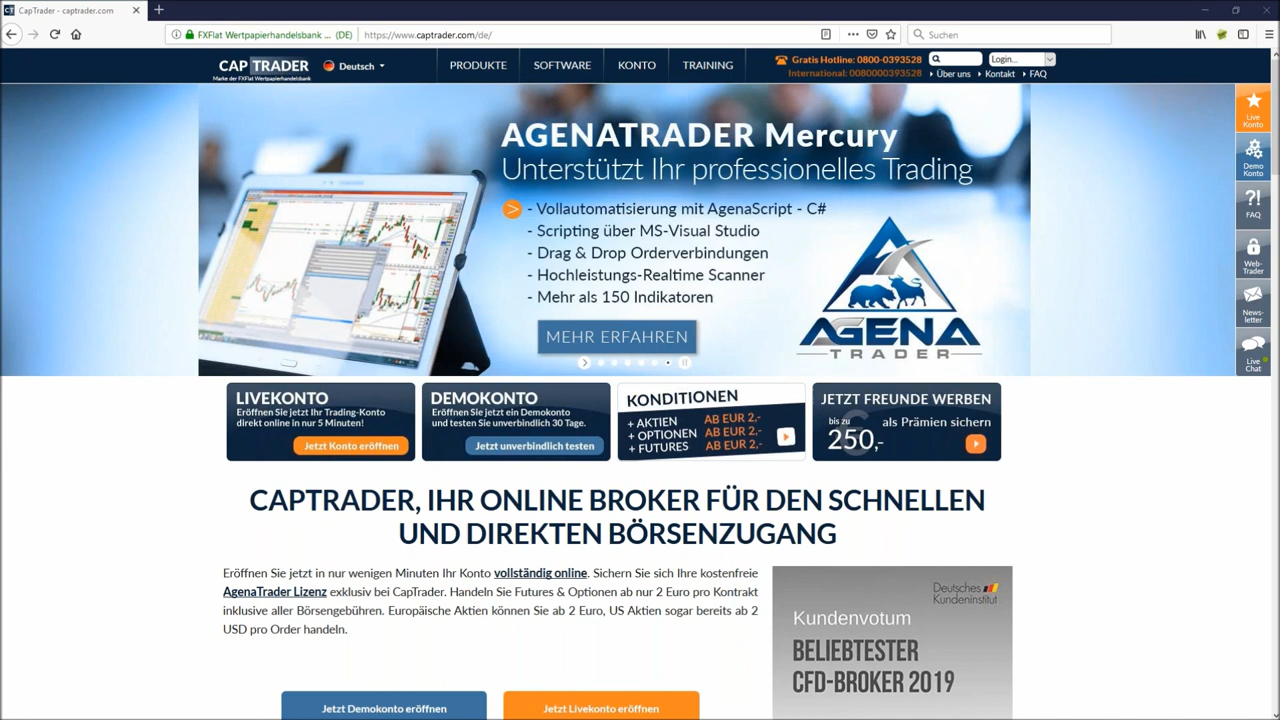 CapTrader - captrader.com
FXFlat Wertpapierhandelsbank ... (DE)
https://www.captrader.com/de/
Suchen
CAP TRADER
Marke der FXFlat Wertpapierhandelsbank
Deutsch
PRODUKTE
SOFTWARE
KONTO
TRAINING
Gratis Hotline: 0800-0393528
International: 0080000393528
Login...
Über uns
Kontakt
FAQ
AGENATRADER Mercury
Unterstützt Ihr professionelles Trading
- Vollautomatisierung mit AgenaScript - C#
- Scripting über MS-Visual Studio
- Drag & Drop Orderverbindungen
- Hochleistungs-Realtime Scanner
- Mehr als 150 Indikatoren
MEHR ERFAHREN
AGENA
TRADER
Live
Konto
Demo
Konto
?!
FAQ
Web-
Trader
News-
letter
Live
Chat
LIVEKONTO
Eröffnen Sie jetzt Ihr Trading-Konto
direkt online in nur 5 Minuten!
Jetzt Konto eröffnen
DEMOKONTO
Eröffnen Sie jetzt ein Demokonto
und testen Sie unverbindlich 30 Tage.
Jetzt unverbindlich testen
KONDITIONEN
+ AKTIEN AB EUR 2,-
+ OPTIONEN AB EUR 2,-
+ FUTURES AB EUR 2,-
JETZT FREUNDE WERBEN
bis zu
250,-
als Prämien sichern
CAPTRADER, IHR ONLINE BROKER FÜR DEN SCHNELLEN
UND DIREKTEN BÖRSENZUGANG
Eröffnen Sie jetzt in nur wenigen Minuten Ihr Konto vollständig online. Sichern Sie sich Ihre kostenfreie
AgenaTrader Lizenz exklusiv bei CapTrader. Handeln Sie Futures & Optionen ab nur 2 Euro pro Kontrakt
inklusive aller Börsengebühren. Europäische Aktien können Sie ab 2 Euro, US Aktien sogar bereits ab 2
USD pro Order handeln.
Deutsches
Kundeninstitut
Kundenvotum
BELIEBTESTER
CFD-BROKER 2019
Jetzt Demokonto eröffnen
Jetzt Livekonto eröffnen